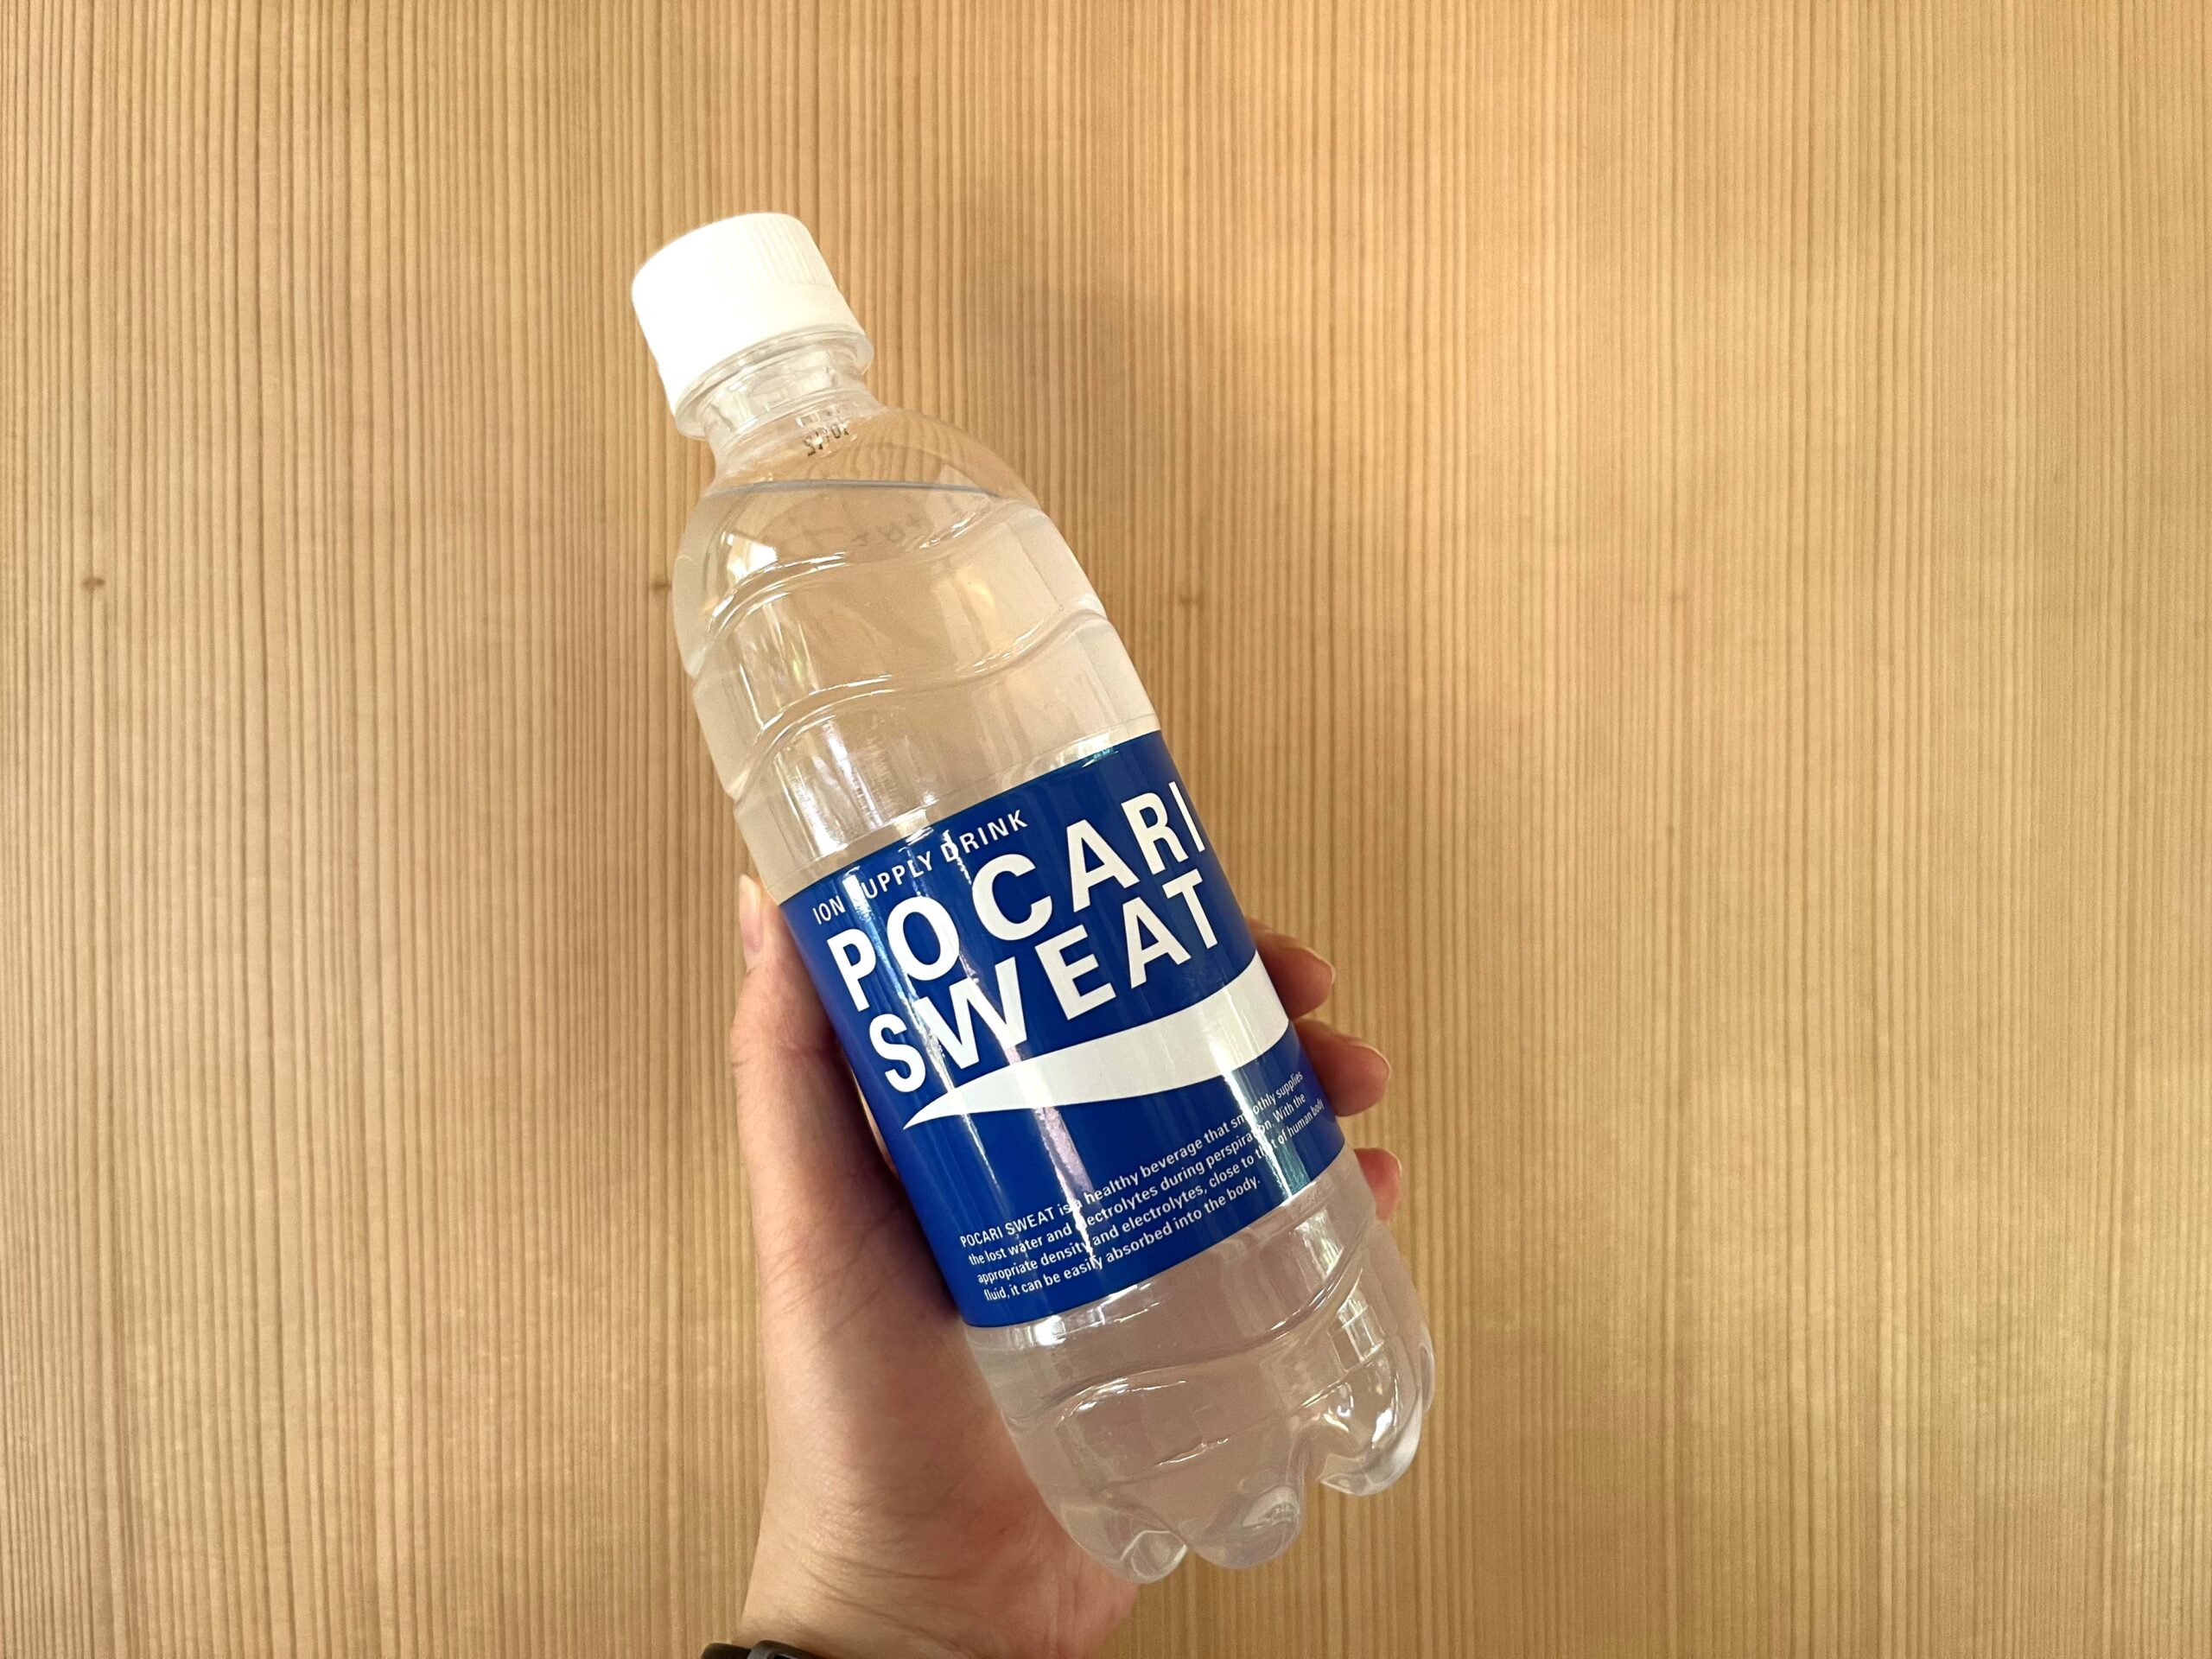 ION SUPPLY DRINK
POCARI
SWEAT
POCARI SWEAT is a healthy beverage that smoothly supplies
the lost water and electrolytes during perspiration. With the
appropriate density and electrolytes, close to that of human body
fluid, it can be easily absorbed into the body.